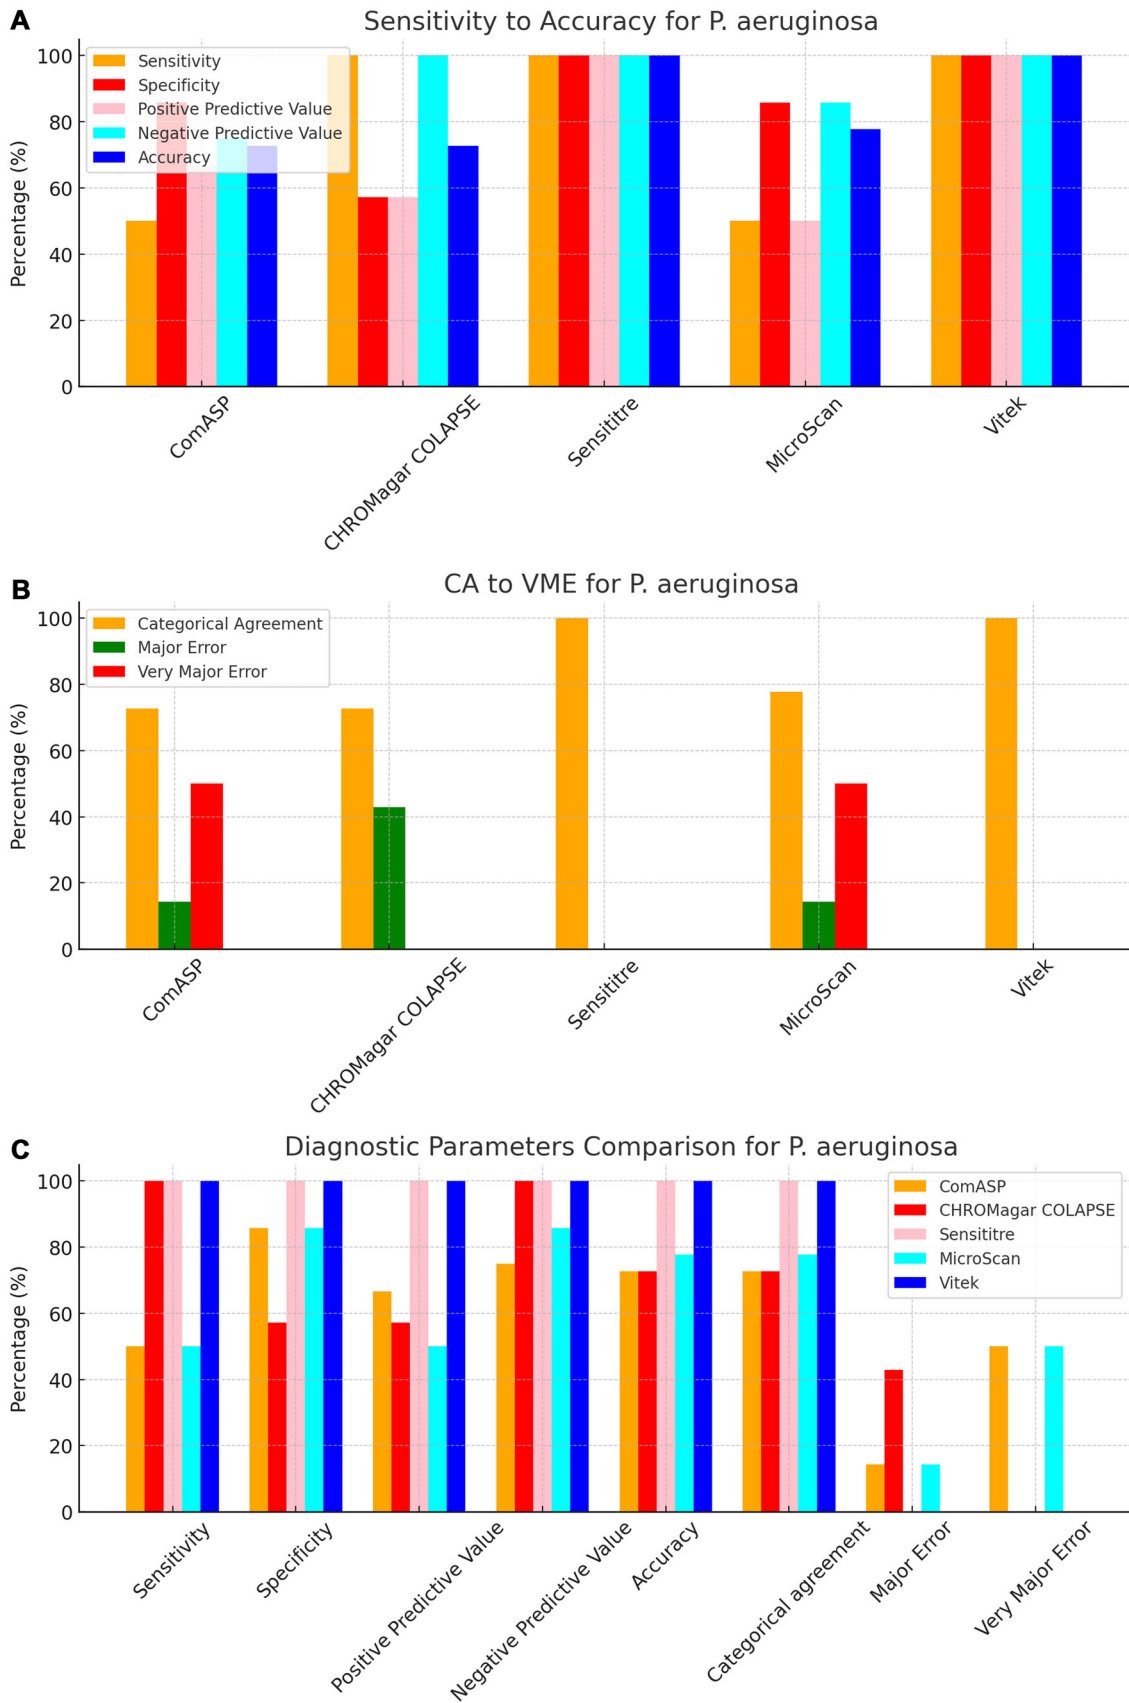 A
Sensitivity to Accuracy for P. aeruginosa
Percentage (%)
100
80
60
40
20
0
Sensitivity
Specificity
Positive Predictive Value
Negative Predictive Value
Accuracy
ComASP
CHROMagar COLAPSE
Sensititre
MicroScan
Vitek
B
CA to VME for P. aeruginosa
Percentage (%)
100
80
60
40
20
0
Categorical Agreement
Major Error
Very Major Error
ComASP
CHROMagar COLAPSE
Sensititre
MicroScan
Vitek
C
Diagnostic Parameters Comparison for P. aeruginosa
Percentage (%)
100
80
60
40
20
0
ComASP
CHROMagar COLAPSE
Sensititre
MicroScan
Vitek
Sensitivity
Specificity
Positive Predictive Value
Negative Predictive Value
Accuracy
Categorical agreement
Major Error
Very Major Error